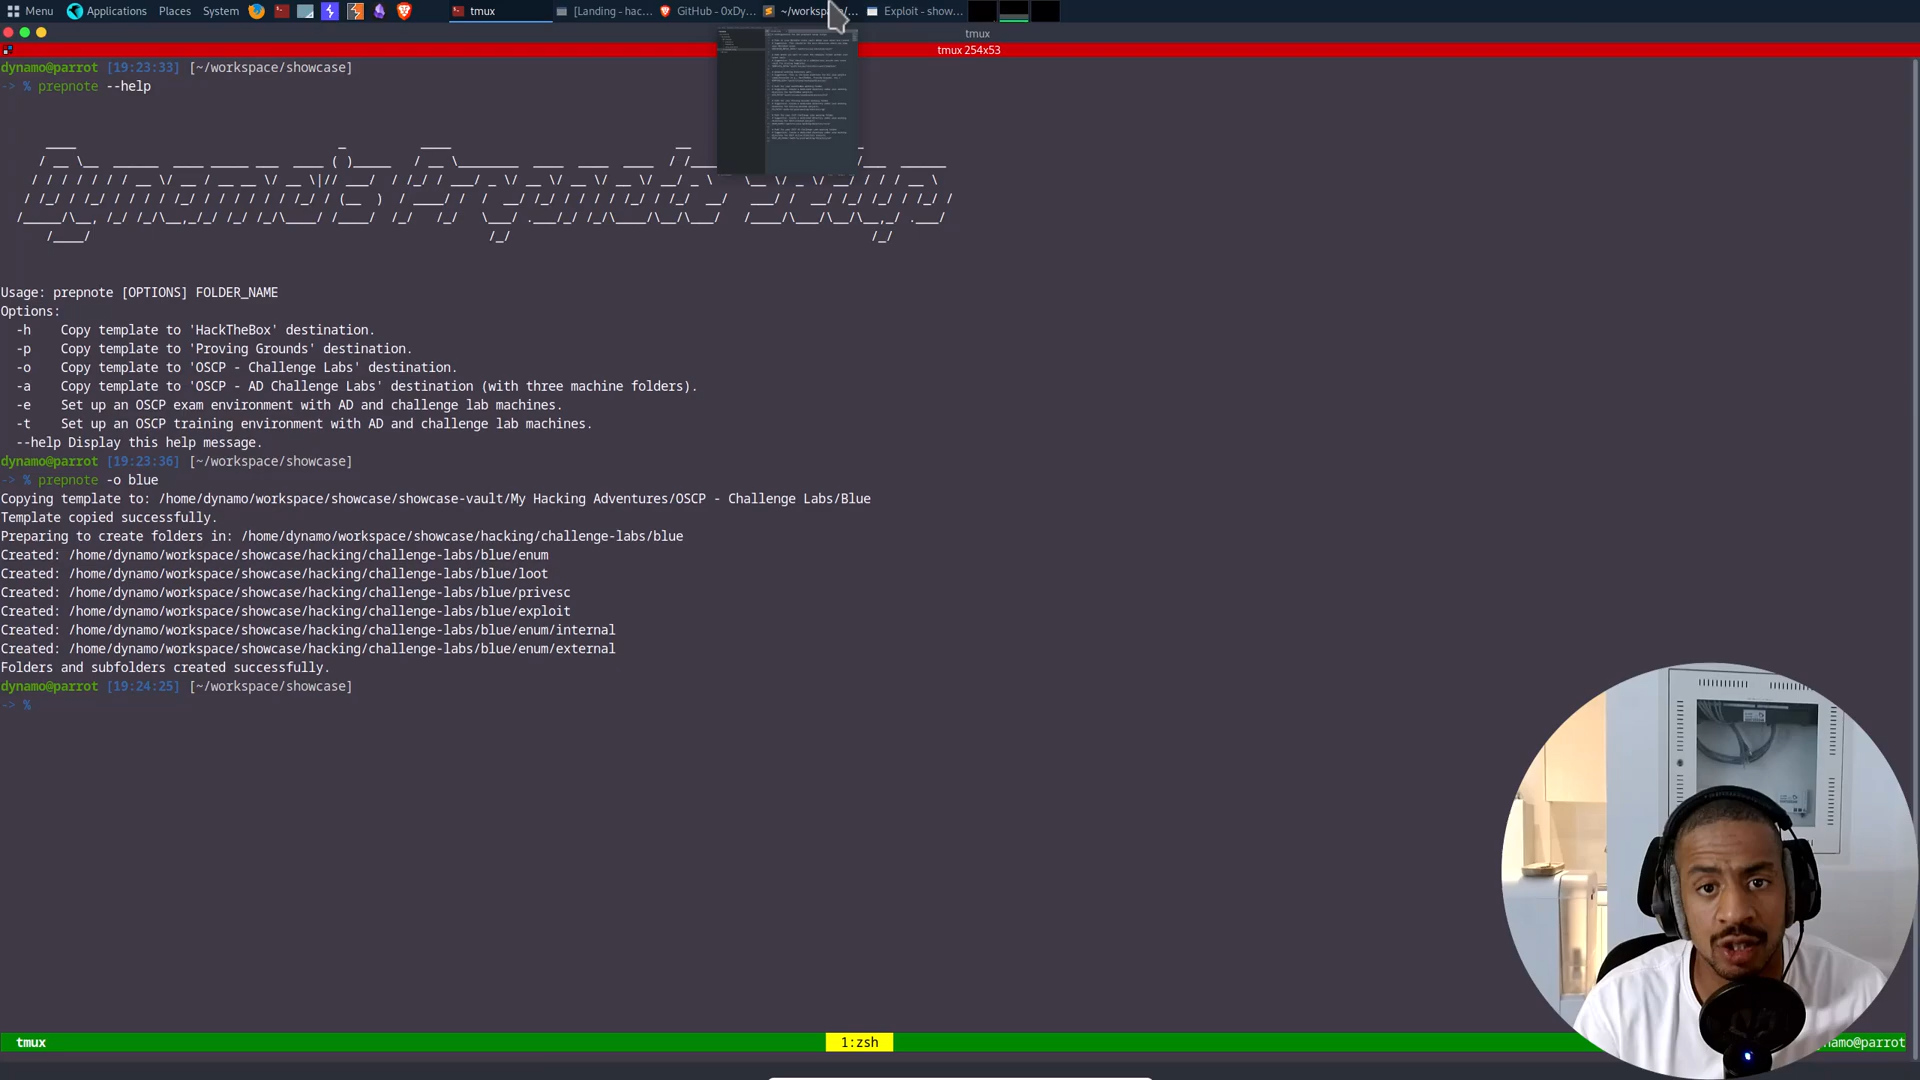 Menu Applications Places System tmux [Landing - hac... GitHub - 0xDy... ~/workspace/... Exploit - show...
tmux
tmux 254x53
dynamo@parrot [19:23:33] [~/workspace/showcase]
-> % prepnote --help
Dynamo's Prepnote Setup
Usage: prepnote [OPTIONS] FOLDER_NAME
Options:
-h Copy template to 'HackTheBox' destination.
-p Copy template to 'Proving Grounds' destination.
-o Copy template to 'OSCP - Challenge Labs' destination.
-a Copy template to 'OSCP - AD Challenge Labs' destination (with three machine folders).
-e Set up an OSCP exam environment with AD and challenge lab machines.
-t Set up an OSCP training environment with AD and challenge lab machines.
--help Display this help message.
dynamo@parrot [19:23:36] [~/workspace/showcase]
-> % prepnote -o blue
Copying template to: /home/dynamo/workspace/showcase/showcase-vault/My Hacking Adventures/OSCP - Challenge Labs/Blue
Template copied successfully.
Preparing to create folders in: /home/dynamo/workspace/showcase/hacking/challenge-labs/blue
Created: /home/dynamo/workspace/showcase/hacking/challenge-labs/blue/enum
Created: /home/dynamo/workspace/showcase/hacking/challenge-labs/blue/loot
Created: /home/dynamo/workspace/showcase/hacking/challenge-labs/blue/privesc
Created: /home/dynamo/workspace/showcase/hacking/challenge-labs/blue/exploit
Created: /home/dynamo/workspace/showcase/hacking/challenge-labs/blue/enum/internal
Created: /home/dynamo/workspace/showcase/hacking/challenge-labs/blue/enum/external
Folders and subfolders created successfully.
dynamo@parrot [19:24:25] [~/workspace/showcase]
-> %
tmux 1:zsh namo@parrot